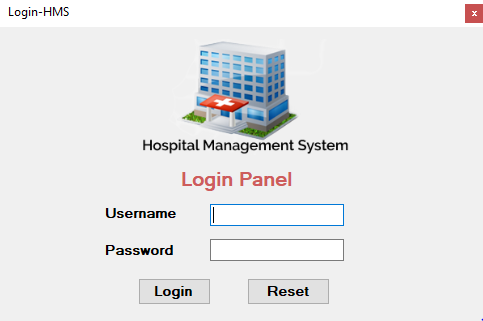 Login-HMS
x
Hospital Management System
Login Panel
Username
Password
Login Reset